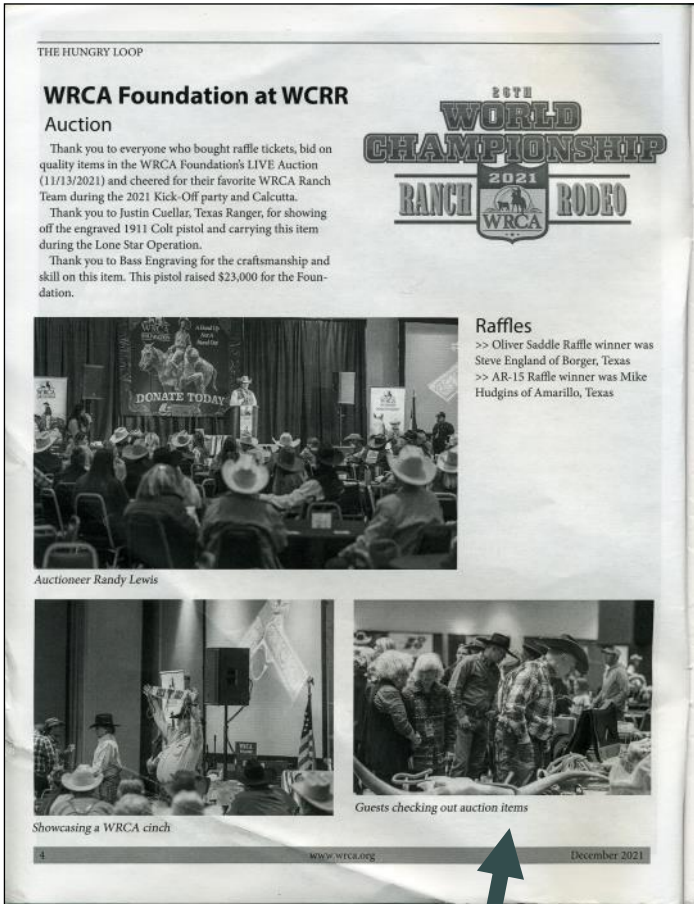 THE HUNGRY LOOP
WRCA Foundation at WCRR
Auction
Thank you to everyone who bought raffle tickets, bid on
quality items in the WRCA Foundation's LIVE Auction
(11/13/2021) and cheered for their favorite WRCA Ranch
Team during the 2021 Kick-Off party and Calcutta.
Thank you to Justin Cuellar, Texas Ranger, for showing
off the engraved 1911 Colt pistol and carrying this item
during the Lone Star Operation.
Thank you to Bass Engraving for the craftsmanship and
skill on this item. This pistol raised $23,000 for the Foun-
dation.
26TH
WORLD
CHAMPIONSHIP
2021
RANCH WRCA RODEO
WRCA
A Hand Up
Not A
Hand Out
DONATE TODAY
Raffles
>> Oliver Saddle Raffle winner was
Steve England of Borger, Texas
>> AR-15 Raffle winner was Mike
Hudgins of Amarillo, Texas
Auctioneer Randy Lewis
Showcasing a WRCA cinch
Guests checking out auction items
4 www.wrca.org December 2021